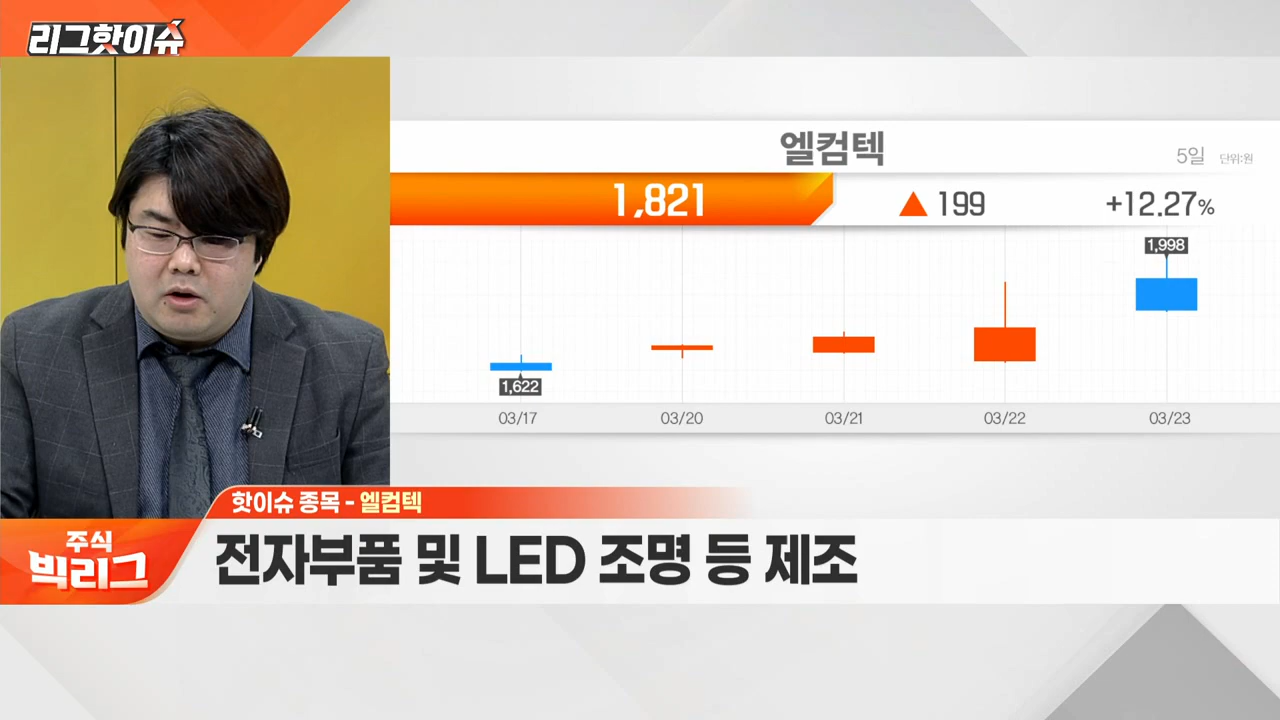 리그핫이슈
엘컴텍
5일 단위:원
1,821 ▲ 199 +12.27%
1,998
1,622
03/17 03/20 03/21 03/22 03/23
핫이슈 종목 - 엘컴텍
주식
빅리그
전자부품 및 LED 조명 등 제조